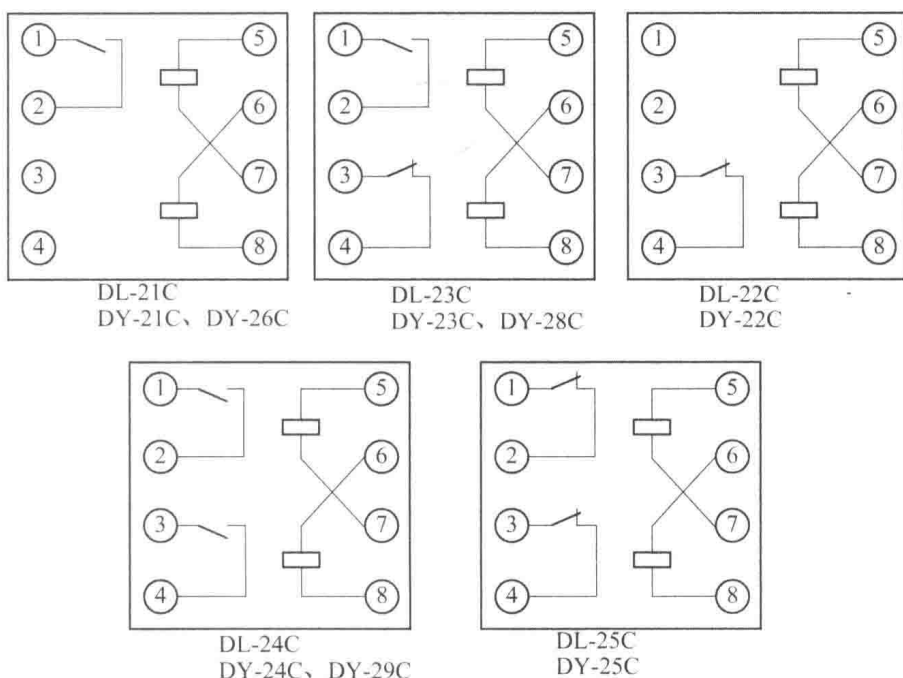 1 5
2 6
3 7
4 8
DL-21C
DY-21C、DY-26C
1 5
2 6
3 7
4 8
DL-23C
DY-23C、DY-28C
1 5
2 6
3 7
4 8
DL-22C
DY-22C
1 5
2 6
3 7
4 8
DL-24C
DY-24C、DY-29C
1 5
2 6
3 7
4 8
DL-25C
DY-25C